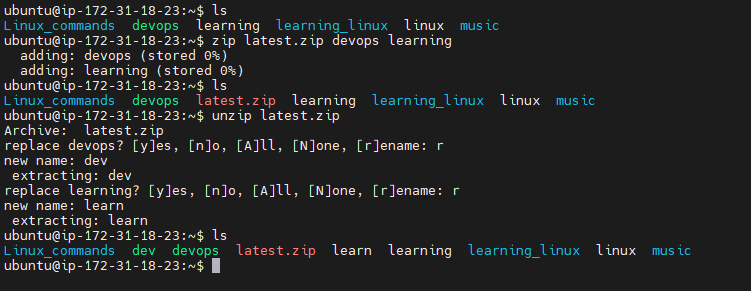 ubuntu@ip-172-31-18-23:~$ ls
Linux_commands  devops  learning  learning_linux  linux  music
ubuntu@ip-172-31-18-23:~$ zip latest.zip devops learning
  adding: devops (stored 0%)
  adding: learning (stored 0%)
ubuntu@ip-172-31-18-23:~$ ls
Linux_commands  devops  latest.zip  learning  learning_linux  linux  music
ubuntu@ip-172-31-18-23:~$ unzip latest.zip
Archive:  latest.zip
replace devops? [y]es, [n]o, [A]ll, [N]one, [r]ename: r
new name: dev
 extracting: dev
replace learning? [y]es, [n]o, [A]ll, [N]one, [r]ename: r
new name: learn
 extracting: learn
ubuntu@ip-172-31-18-23:~$ ls
Linux_commands  dev  devops  latest.zip  learn  learning  learning_linux  linux  music
ubuntu@ip-172-31-18-23:~$